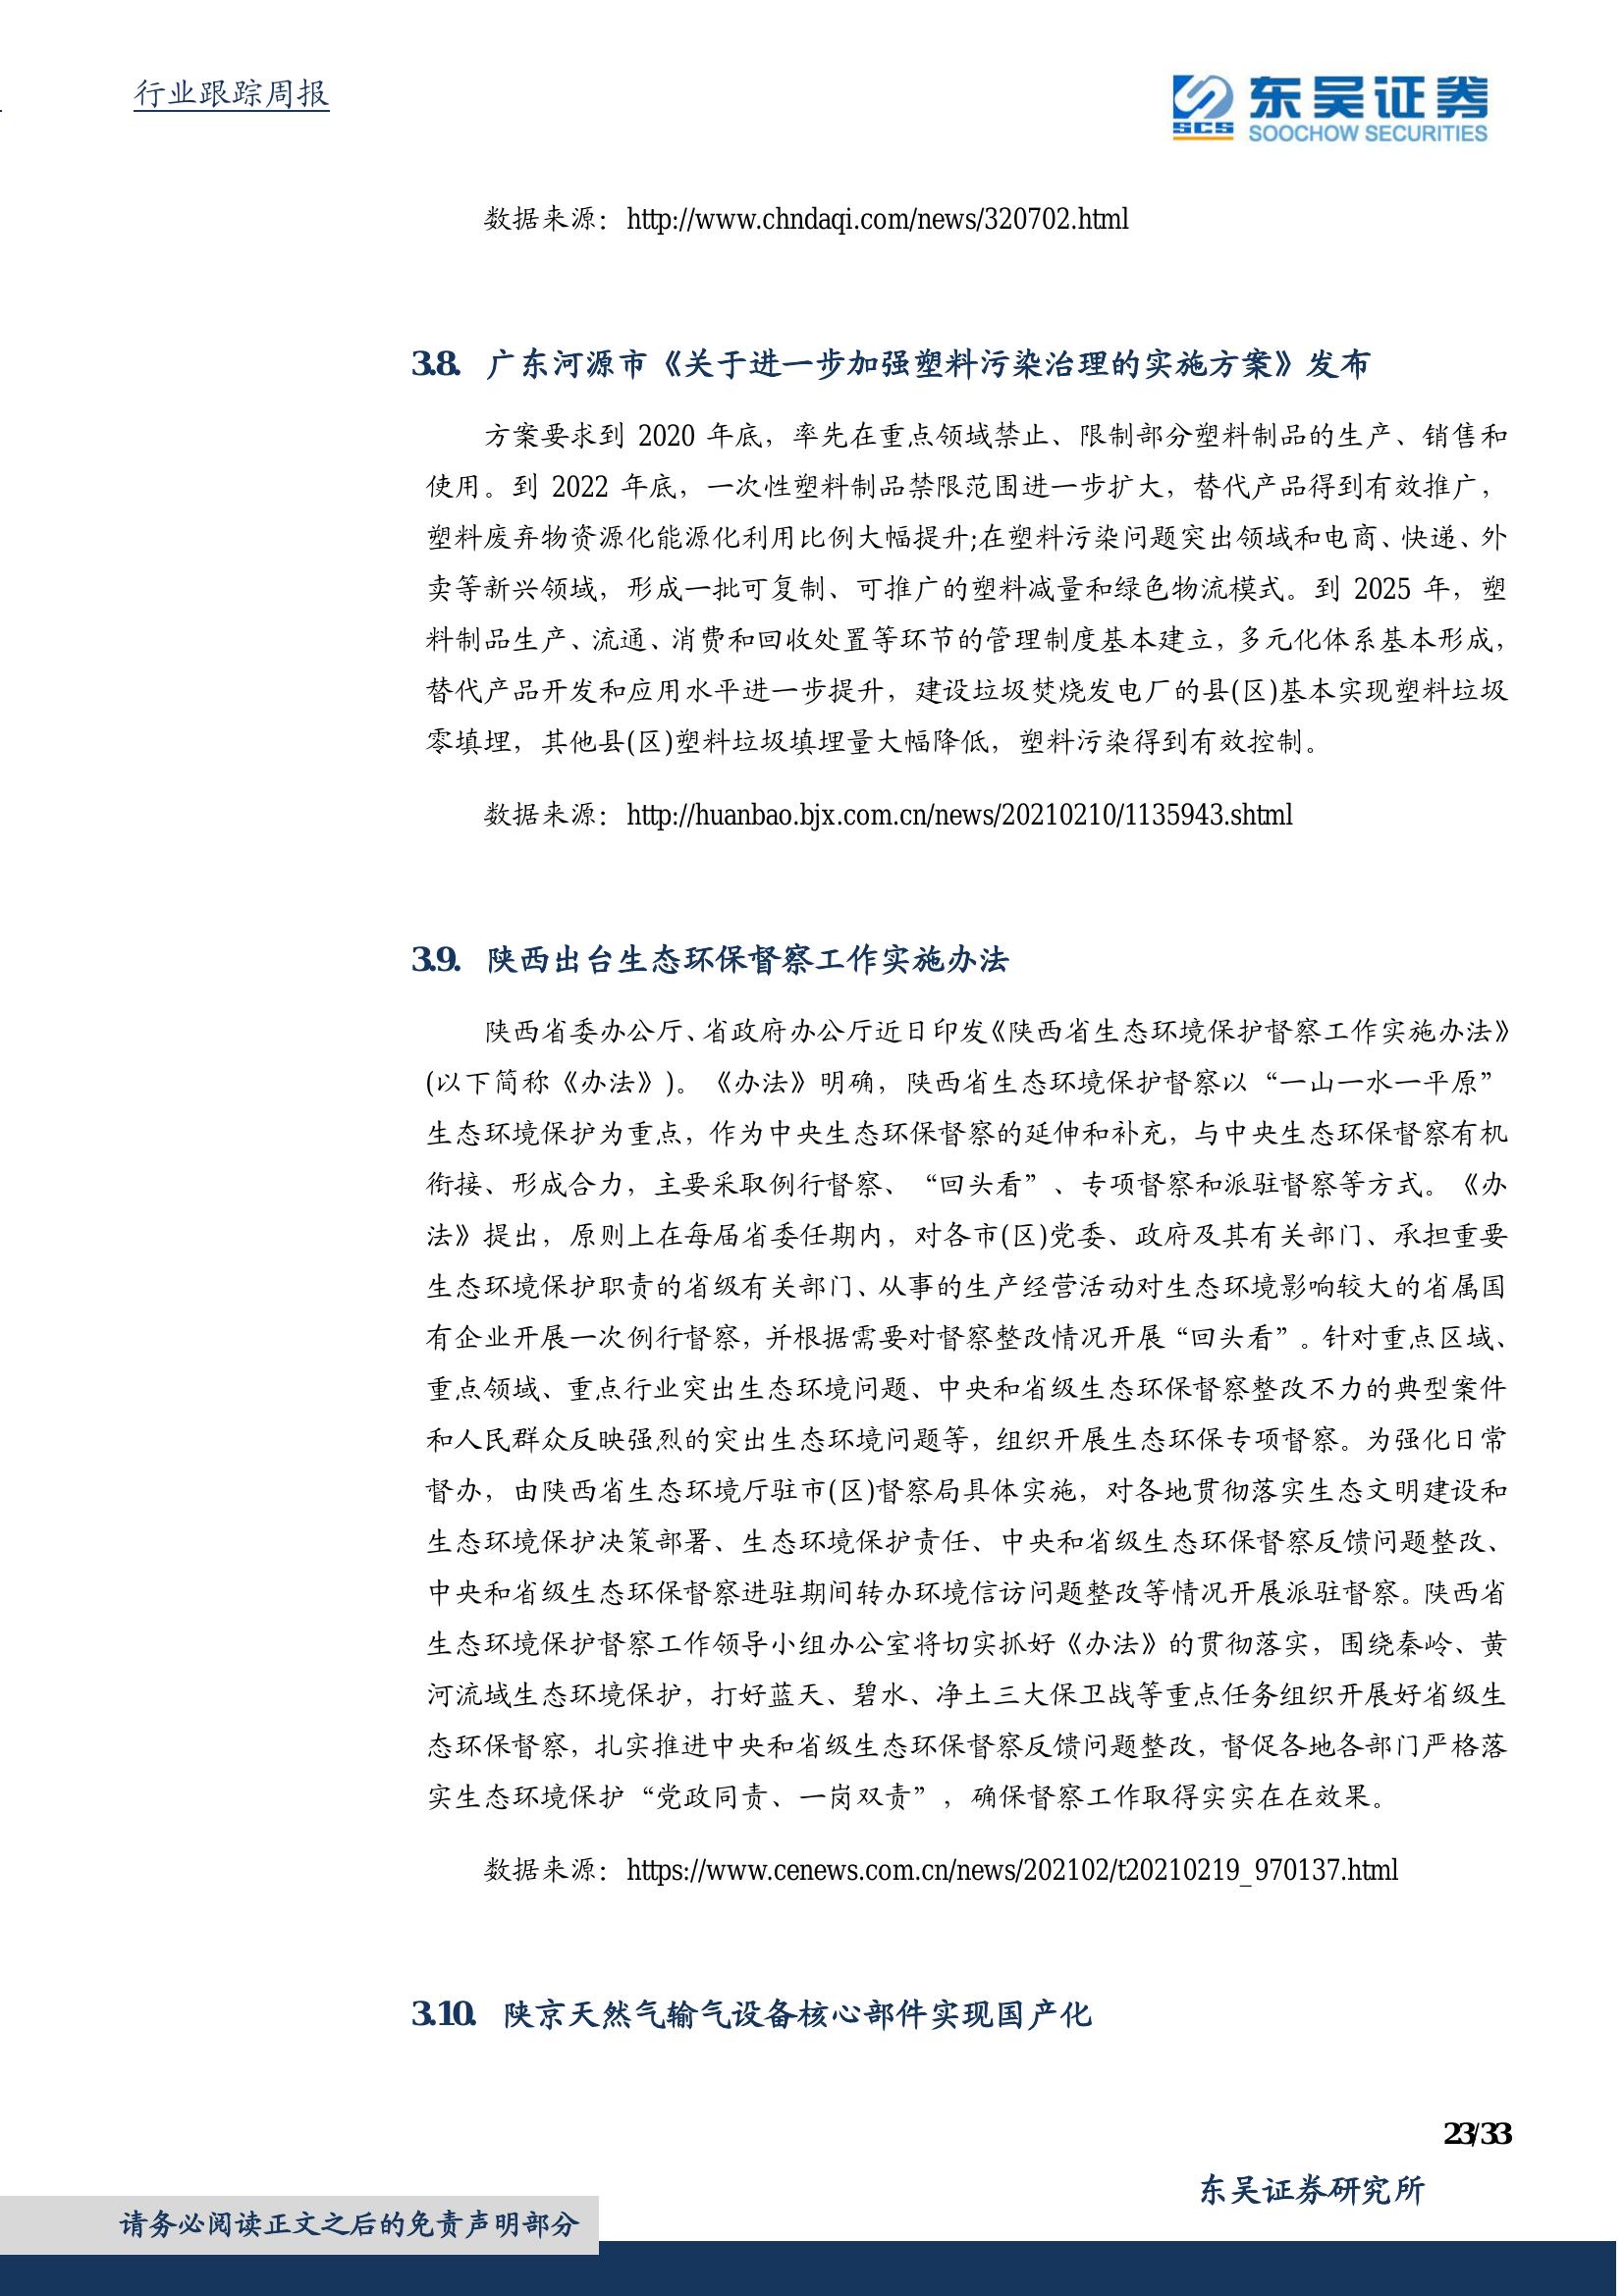 行业跟踪周报
东吴证券
SCS
SOOCHOW SECURITIES
数据来源：http://www.chndaqi.com/news/320702.html
3.8. 广东河源市《关于进一步加强塑料污染治理的实施方案》发布
方案要求到 2020 年底，率先在重点领域禁止、限制部分塑料制品的生产、销售和
使用。到 2022 年底，一次性塑料制品禁限范围进一步扩大，替代产品得到有效推广，
塑料废弃物资源化能源化利用比例大幅提升;在塑料污染问题突出领域和电商、快递、外
卖等新兴领域，形成一批可复制、可推广的塑料减量和绿色物流模式。到 2025 年，塑
料制品生产、流通、消费和回收处置等环节的管理制度基本建立，多元化体系基本形成，
替代产品开发和应用水平进一步提升，建设垃圾焚烧发电厂的县(区)基本实现塑料垃圾
零填埋，其他县(区)塑料垃圾填埋量大幅降低，塑料污染得到有效控制。
数据来源：http://huanbao.bjx.com.cn/news/20210210/1135943.shtml
3.9. 陕西出台生态环保督察工作实施办法
陕西省委办公厅、省政府办公厅近日印发《陕西省生态环境保护督察工作实施办法》
(以下简称《办法》)。《办法》明确，陕西省生态环境保护督察以“一山一水一平原”
生态环境保护为重点，作为中央生态环保督察的延伸和补充，与中央生态环保督察有机
衔接、形成合力，主要采取例行督察、“回头看”、专项督察和派驻督察等方式。《办
法》提出，原则上在每届省委任期内，对各市(区)党委、政府及其有关部门、承担重要
生态环境保护职责的省级有关部门、从事的生产经营活动对生态环境影响较大的省属国
有企业开展一次例行督察，并根据需要对督察整改情况开展“回头看”。针对重点区域、
重点领域、重点行业突出生态环境问题、中央和省级生态环保督察整改不力的典型案件
和人民群众反映强烈的突出生态环境问题等，组织开展生态环保专项督察。为强化日常
督办，由陕西省生态环境厅驻市(区)督察局具体实施，对各地贯彻落实生态文明建设和
生态环境保护决策部署、生态环境保护责任、中央和省级生态环保督察反馈问题整改、
中央和省级生态环保督察进驻期间转办环境信访问题整改等情况开展派驻督察。陕西省
生态环境保护督察工作领导小组办公室将切实抓好《办法》的贯彻落实，围绕秦岭、黄
河流域生态环境保护，打好蓝天、碧水、净土三大保卫战等重点任务组织开展好省级生
态环保督察，扎实推进中央和省级生态环保督察反馈问题整改，督促各地各部门严格落
实生态环境保护“党政同责、一岗双责”，确保督察工作取得实实在在效果。
数据来源：https://www.cenews.com.cn/news/202102/t20210219_970137.html
3.10. 陕京天然气输气设备核心部件实现国产化
23/33
东吴证券研究所
请务必阅读正文之后的免责声明部分